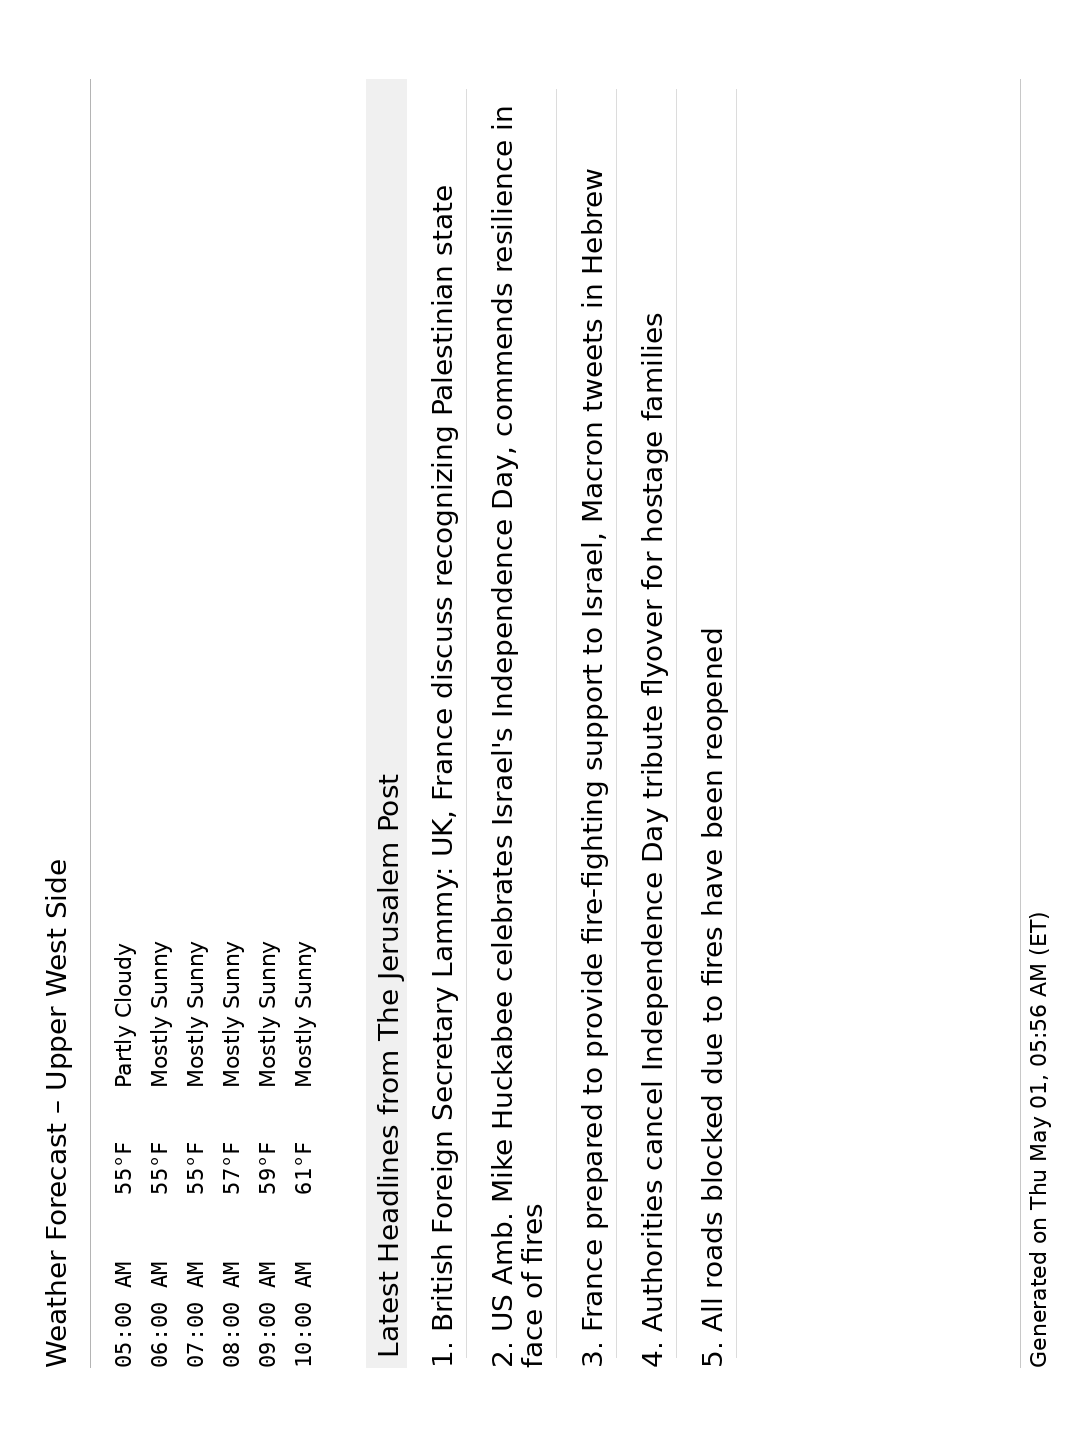 Weather Forecast – Upper West Side
05:00 AM 55°F Partly Cloudy
06:00 AM 55°F Mostly Sunny
07:00 AM 55°F Mostly Sunny
08:00 AM 57°F Mostly Sunny
09:00 AM 59°F Mostly Sunny
10:00 AM 61°F Mostly Sunny
Latest Headlines from The Jerusalem Post
1. British Foreign Secretary Lammy: UK, France discuss recognizing Palestinian state
2. US Amb. Mike Huckabee celebrates Israel's Independence Day, commends resilience in
face of fires
3. France prepared to provide fire-fighting support to Israel, Macron tweets in Hebrew
4. Authorities cancel Independence Day tribute flyover for hostage families
5. All roads blocked due to fires have been reopened
Generated on Thu May 01, 05:56 AM (ET)